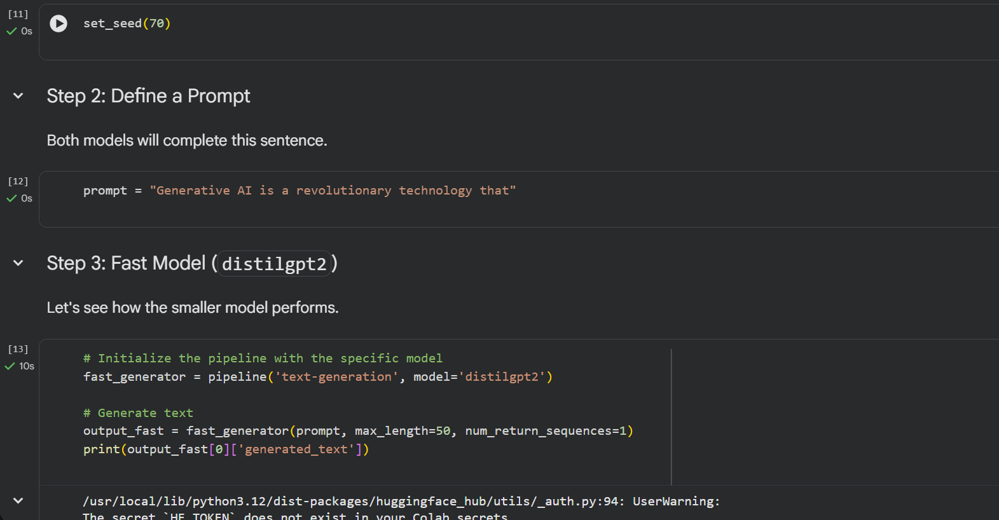 [11]
0s
set_seed(70)
Step 2: Define a Prompt
Both models will complete this sentence.
[12]
0s
prompt = "Generative AI is a revolutionary technology that"
Step 3: Fast Model (distilgpt2)
Let's see how the smaller model performs.
[13]
10s
# Initialize the pipeline with the specific model
fast_generator = pipeline('text-generation', model='distilgpt2')
# Generate text
output_fast = fast_generator(prompt, max_length=50, num_return_sequences=1)
print(output_fast[0]['generated_text'])
/usr/local/lib/python3.12/dist-packages/huggingface_hub/utils/_auth.py:94: UserWarning:
The secret `HF_TOKEN` does not exist in your Colab secrets.